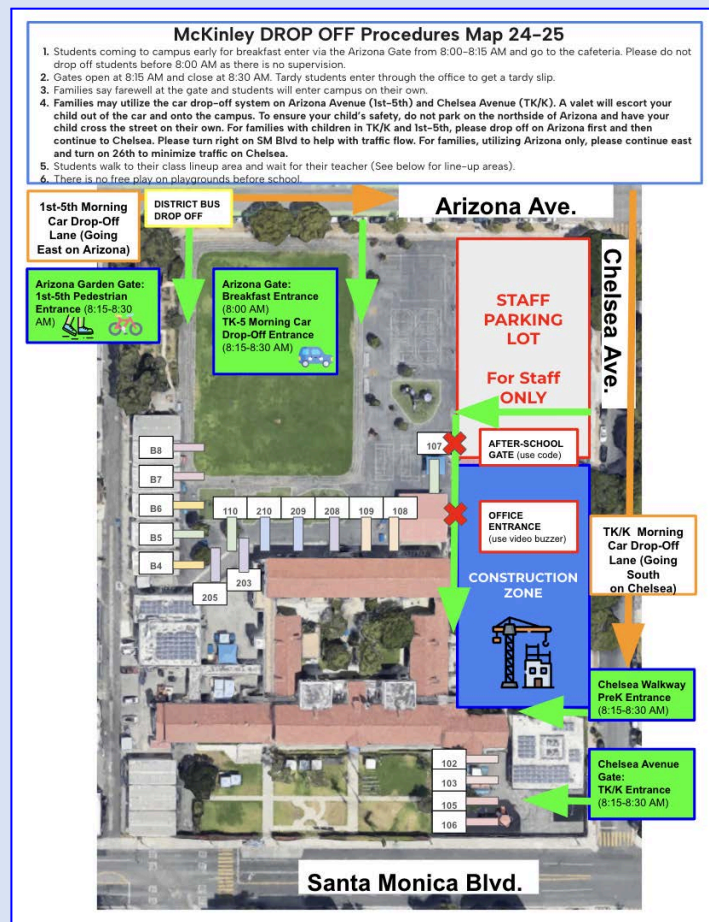 McKinley DROP OFF Procedures Map 24-25
1. Students coming to campus early for breakfast enter via the Arizona Gate from 8:00-8:15 AM and go to the cafeteria. Please do not
drop off students before 8:00 AM as there is no supervision.
2. Gates open at 8:15 AM and close at 8:30 AM. Tardy students enter through the office to get a tardy slip.
3. Families say farewell at the gate and students will enter campus on their own.
4. Families may utilize the car drop-off system on Arizona Avenue (1st-5th) and Chelsea Avenue (TK/K). A valet will escort your
child out of the car and onto the campus. To ensure your child's safety, do not park on the northside of Arizona and have your
child cross the street on their own. For families with children in TK/K and 1st-5th, please drop off on Arizona first and then
continue to Chelsea. Please turn right on SM Blvd to help with traffic flow. For families, utilizing Arizona only, please continue east
and turn on 26th to minimize traffic on Chelsea.
5. Students walk to their class lineup area and wait for their teacher (See below for line-up areas).
6. There is no free play on playgrounds before school.
1st-5th Morning
Car Drop-Off
Lane (Going
East on Arizona)
DISTRICT BUS
DROP OFF
Arizona Ave.
Chelsea Ave.
Arizona Garden Gate:
1st-5th Pedestrian
Entrance (8:15-8:30
AM)
Arizona Gate:
Breakfast Entrance
(8:00 AM)
TK-5 Morning Car
Drop-Off Entrance
(8:15-8:30 AM)
STAFF
PARKING
LOT
For Staff
ONLY
107
AFTER-SCHOOL
GATE (use code)
B8
B7
B6
B5
B4
110
210
209
208
109
108
203
205
OFFICE
ENTRANCE
(use video buzzer)
TK/K Morning
Car Drop-Off
Lane (Going
South
on Chelsea)
CONSTRUCTION
ZONE
Chelsea Walkway
PreK Entrance
(8:15-8:30 AM)
102
103
105
106
Chelsea Avenue
Gate:
TK/K Entrance
(8:15-8:30 AM)
Santa Monica Blvd.